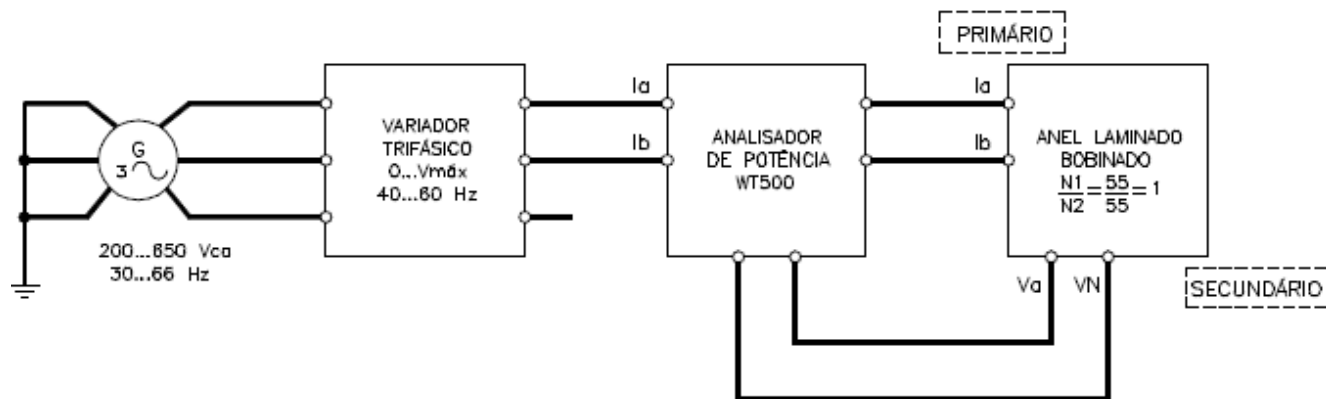 G
3
200...650 Vca
30...66 Hz
VARIADOR
TRIFÁSICO
0...Vmáx
40...60 Hz
Ia
Ib
ANALISADOR
DE POTÊNCIA
WT500
PRIMÁRIO
Ia
Ib
ANEL LAMINADO
BOBINADO
N1/N2=55/55=1
Va VN
SECUNDÁRIO